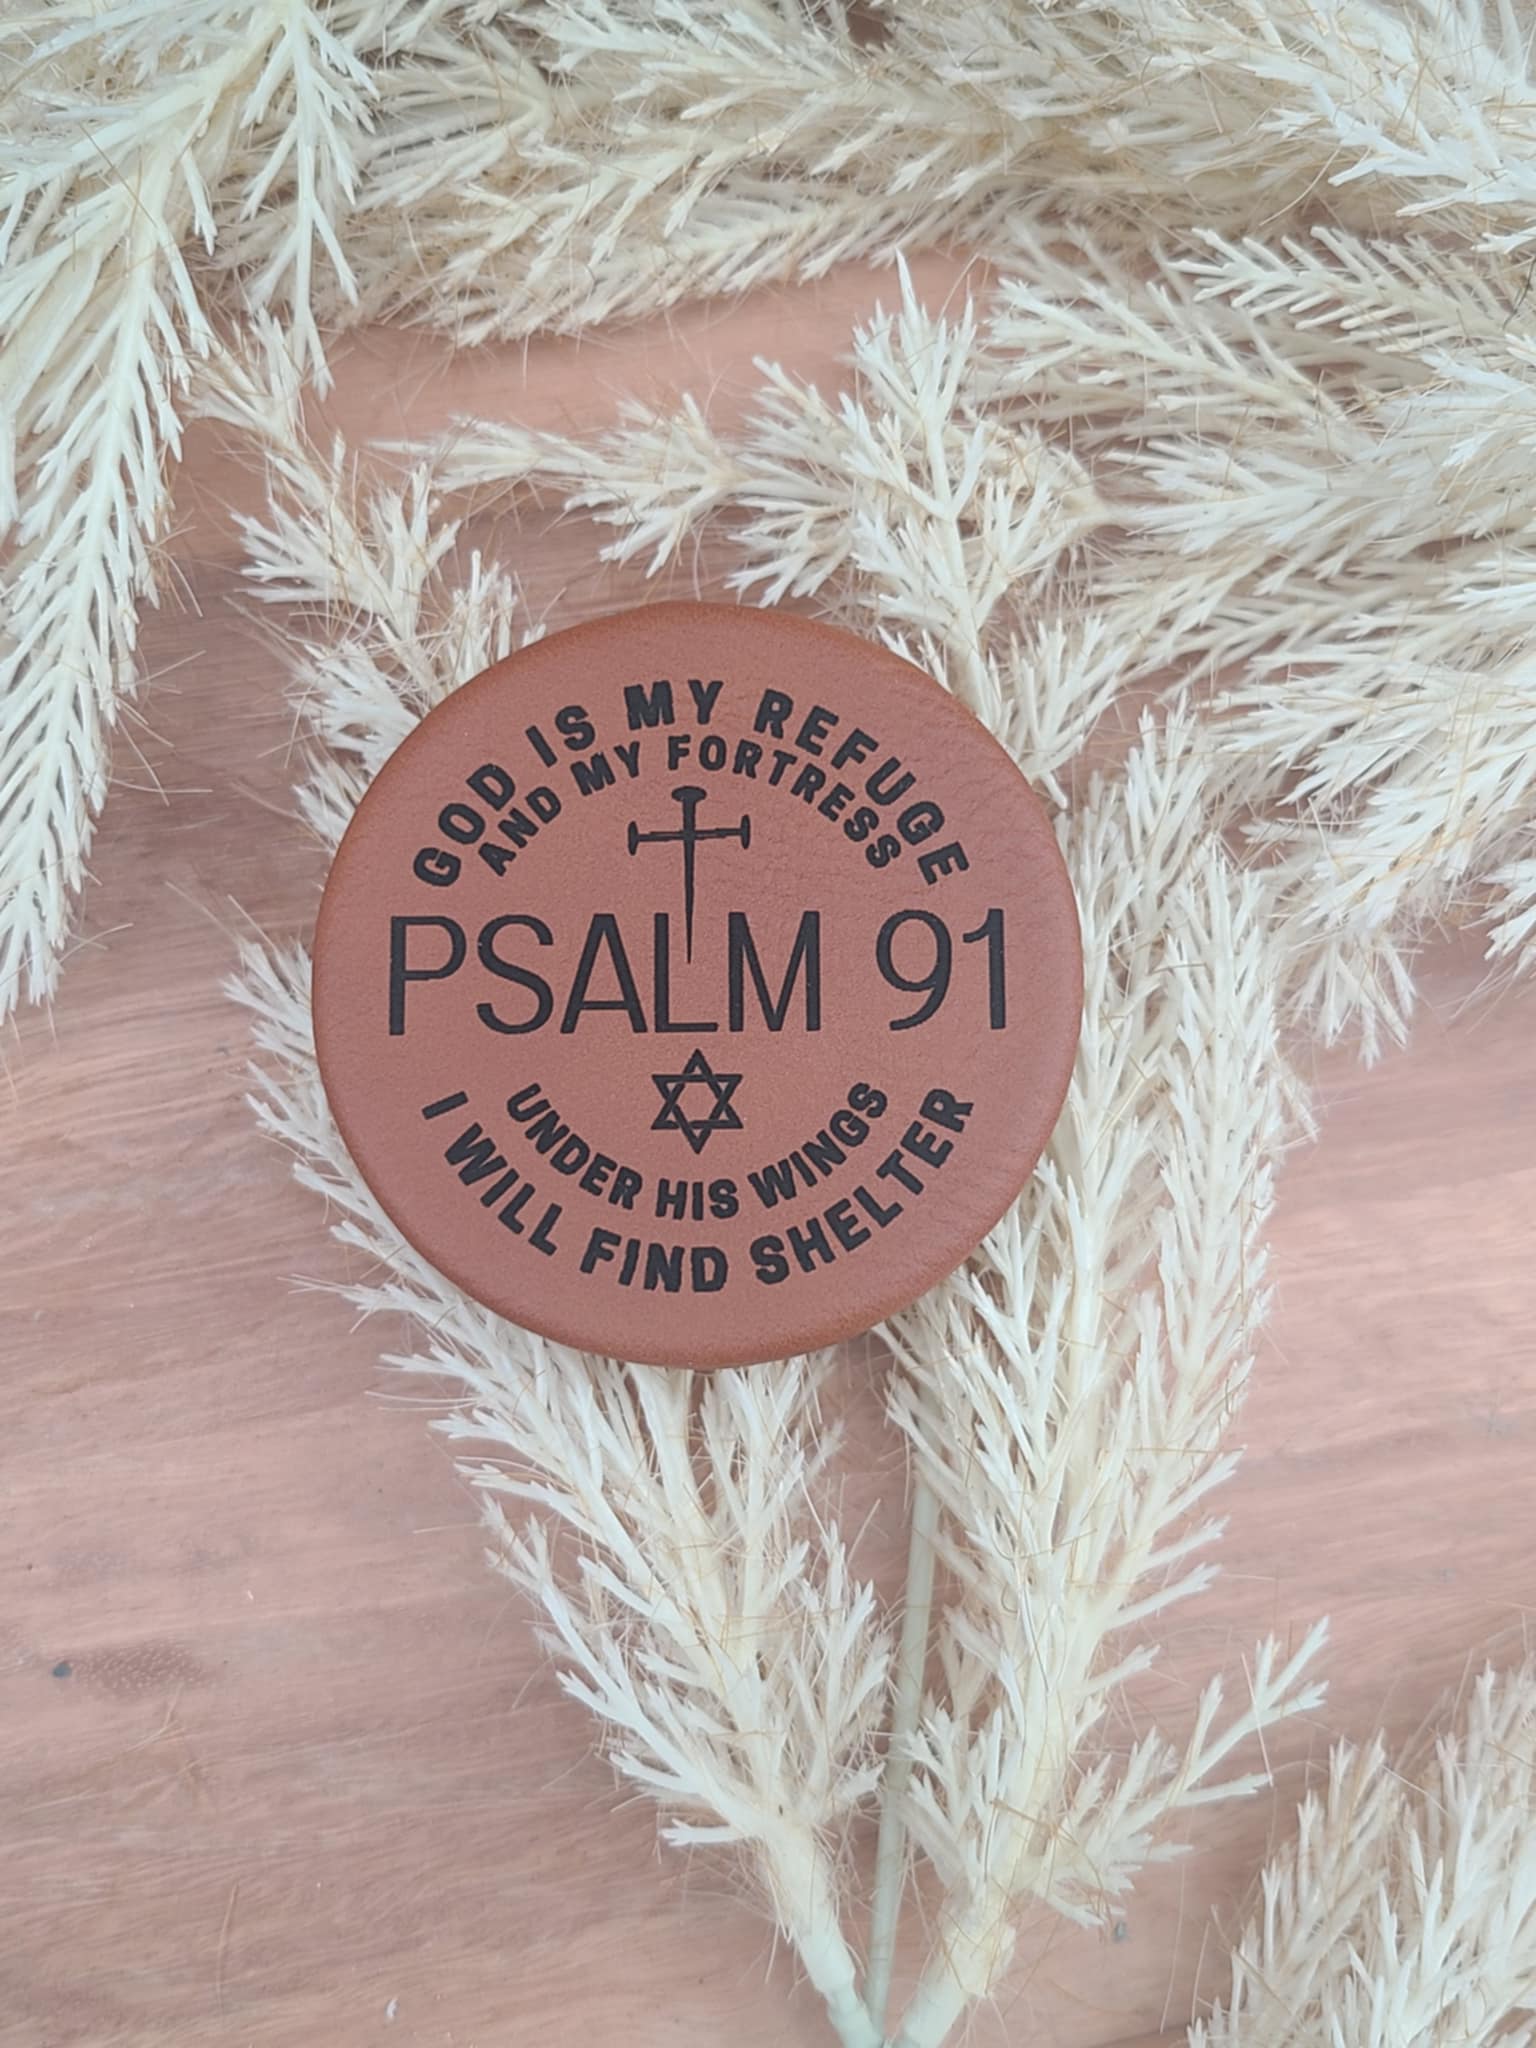 GOD IS MY REFUGE
AND MY FORTRESS
PSALM 91
UNDER HIS WINGS
I WILL FIND SHELTER